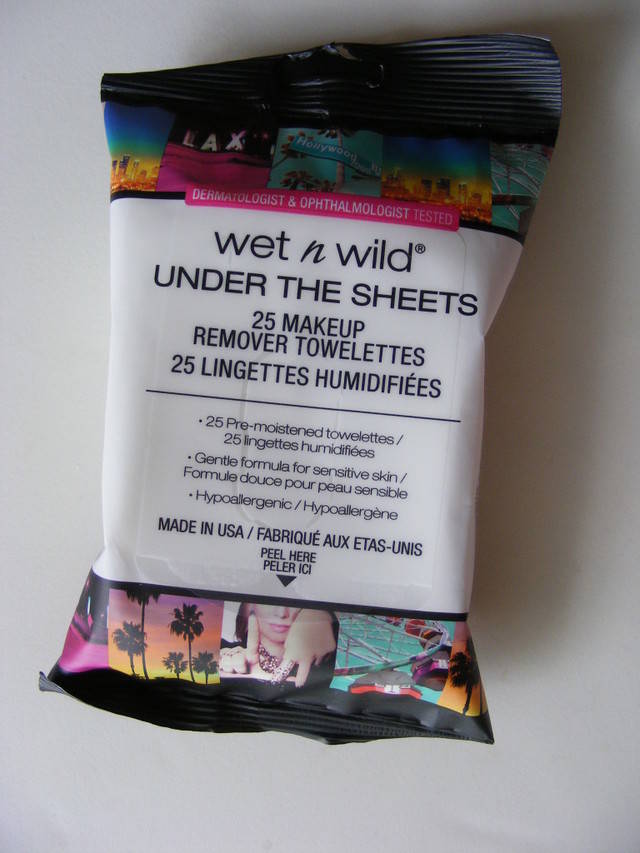 LAX
Hollywood
DERMATOLOGIST & OPHTHALMOLOGIST TESTED
wet n wild®
UNDER THE SHEETS
25 MAKEUP
REMOVER TOWELETTES
25 LINGETTES HUMIDIFIÉES
• 25 Pre-moistened towelettes /
25 lingettes humidifiées
• Gentle formula for sensitive skin /
Formule douce pour peau sensible
• Hypoallergenic / Hypoallergène
MADE IN USA / FABRIQUÉ AUX ETAS-UNIS
PEEL HERE
PELER ICI